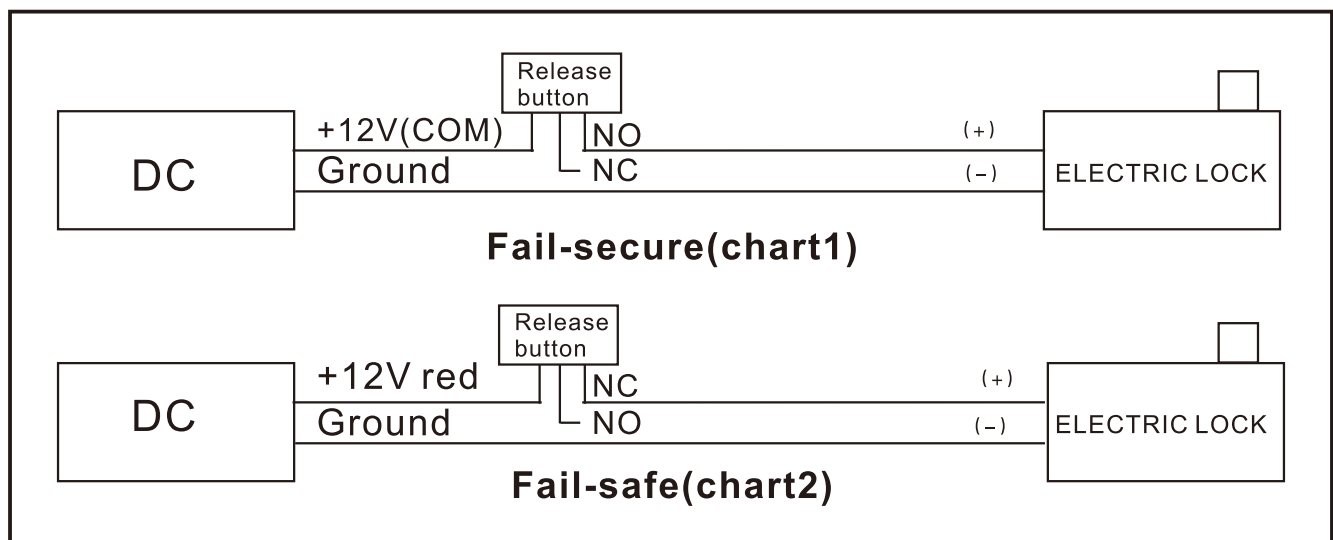 Release
button
+12V(COM)
NO
(+)
DC
Ground
NC
(-)
ELECTRIC LOCK
Fail-secure(chart1)
Release
button
+12V red
NC
(+)
DC
Ground
NO
(-)
ELECTRIC LOCK
Fail-safe(chart2)